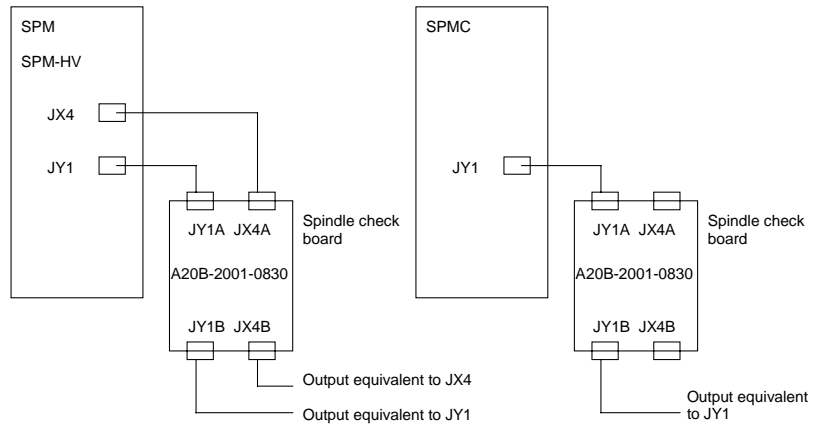 SPM
SPM-HV
JX4
JY1
JY1A JX4A
Spindle check
board
A20B-2001-0830
JY1B JX4B
Output equivalent to JX4
Output equivalent to JY1
SPMC
JY1
JY1A JX4A
Spindle check
board
A20B-2001-0830
JY1B JX4B
Output equivalent
to JY1